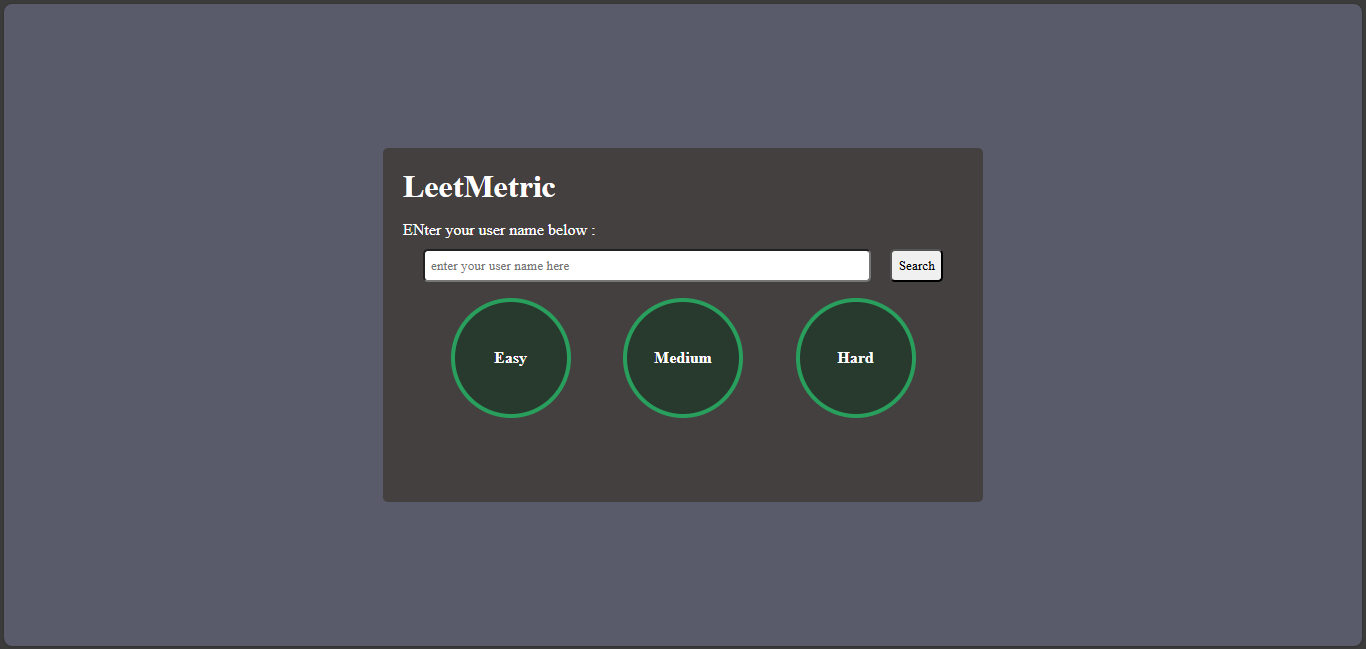 LeetMetric
ENter your user name below :
enter your user name here
Search
Easy
Medium
Hard